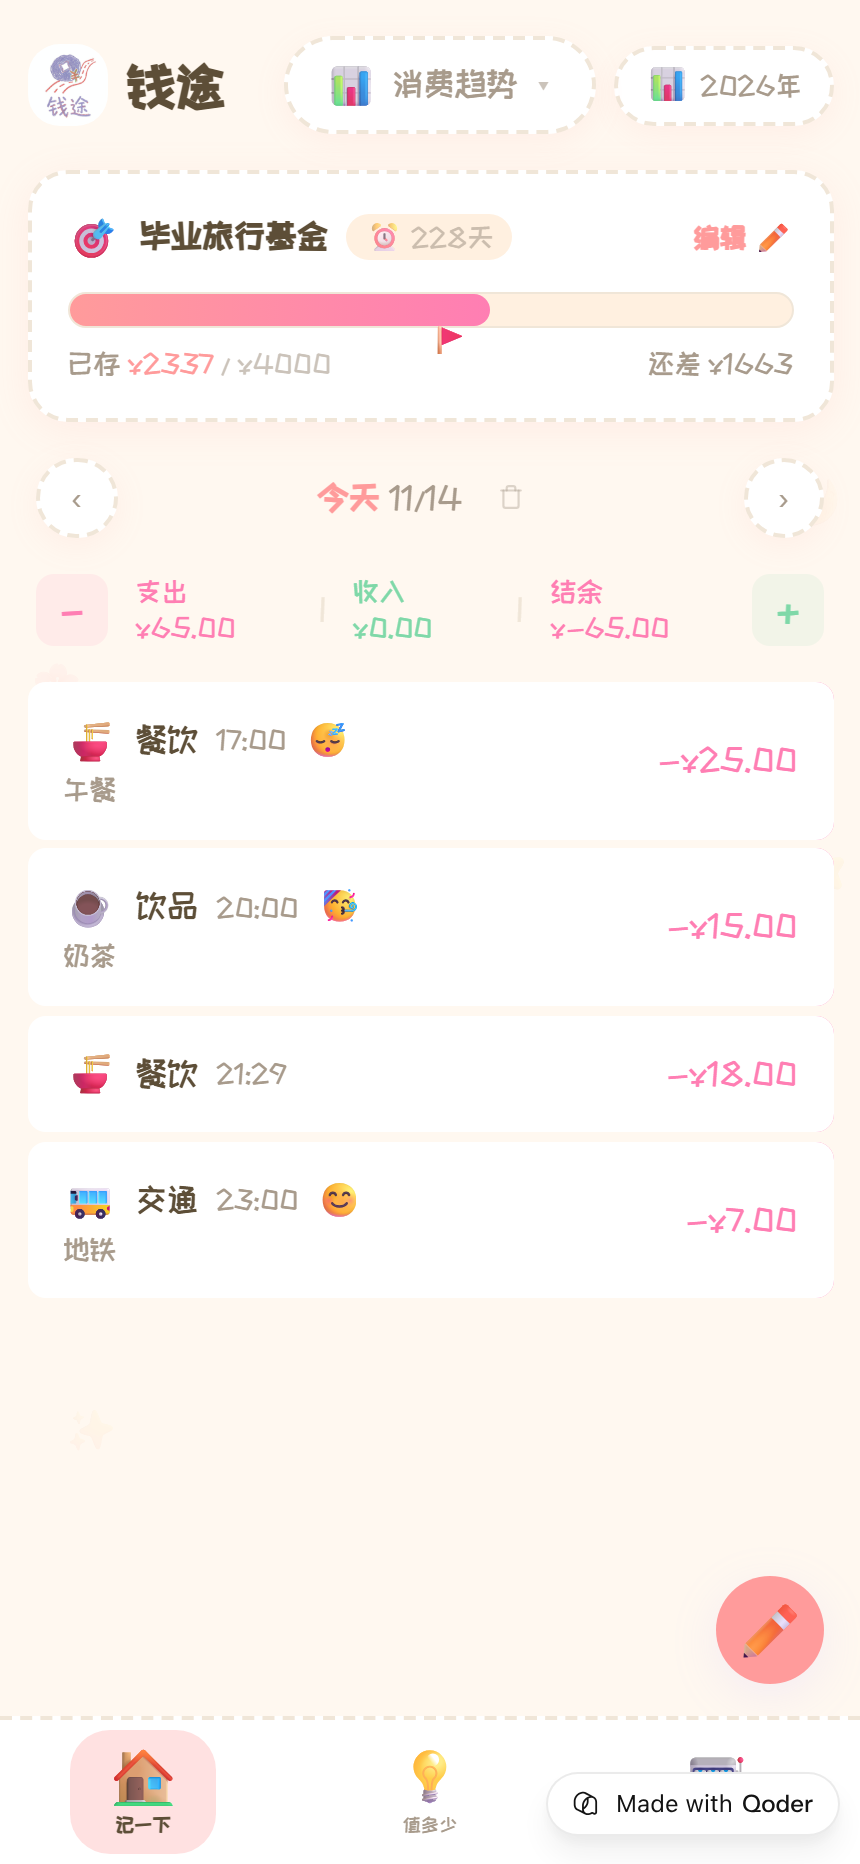 钱途
钱途
消费趋势 ▼
2026年
毕业旅行基金
228天
编辑
已存 ¥2337 / ¥4000
还差 ¥1663
‹
今天 11/14
›
−
支出
¥65.00
收入
¥0.00
结余
¥-65.00
+
餐饮 17:00
午餐
-¥25.00
饮品 20:00
奶茶
-¥15.00
餐饮 21:29
-¥18.00
交通 23:00
地铁
-¥7.00
记一下
值多少
Made with Qoder